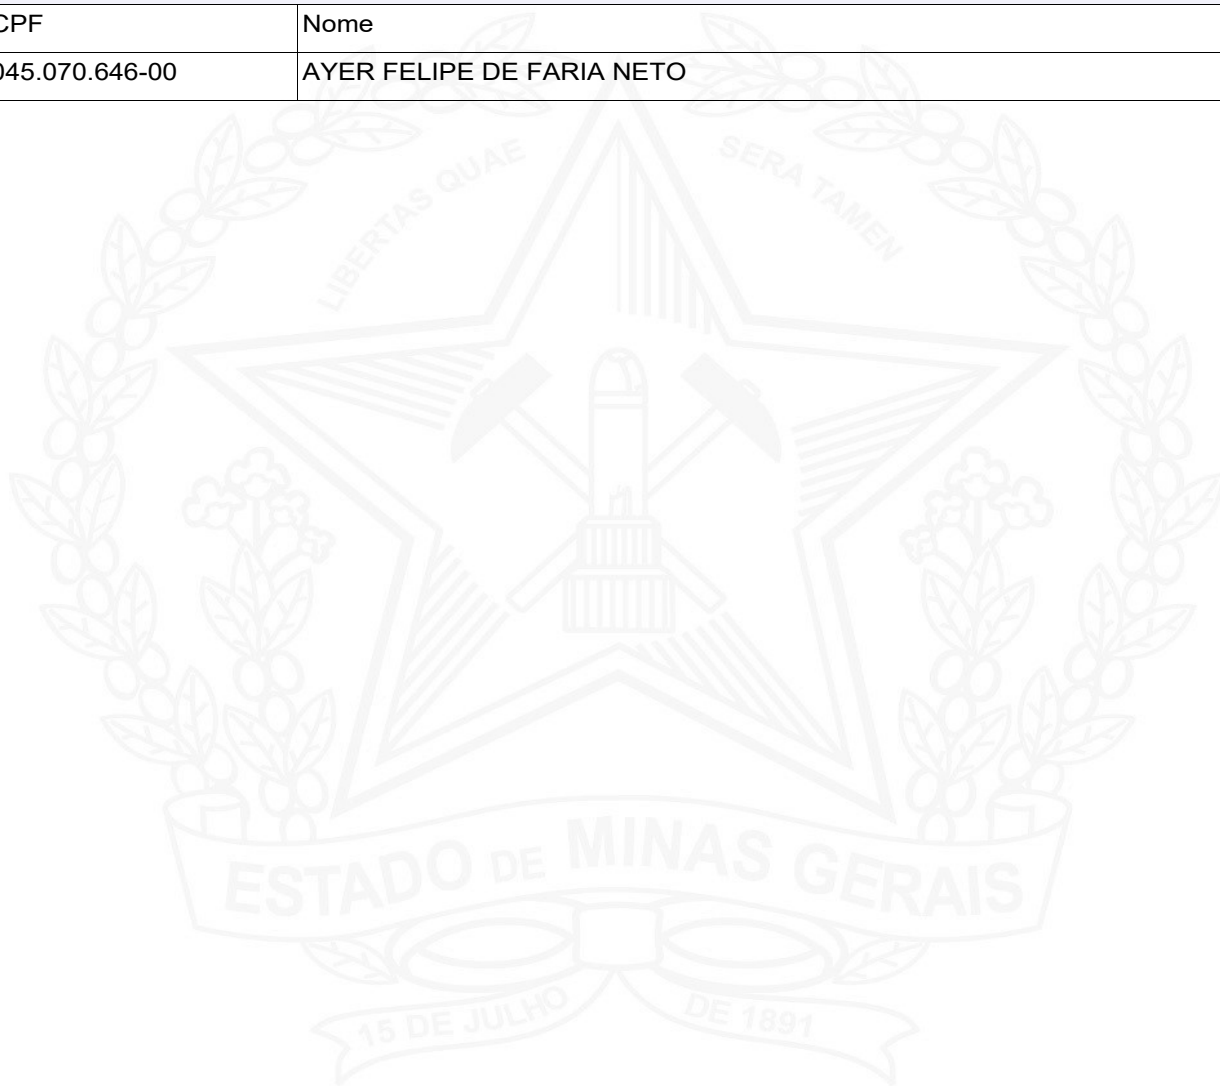 CPF Nome
045.070.646-00 AYER FELIPE DE FARIA NETO
LIBERTAS QUAE SERA TAMEN
ESTADO DE MINAS GERAIS
15 DE JULHO DE 1891